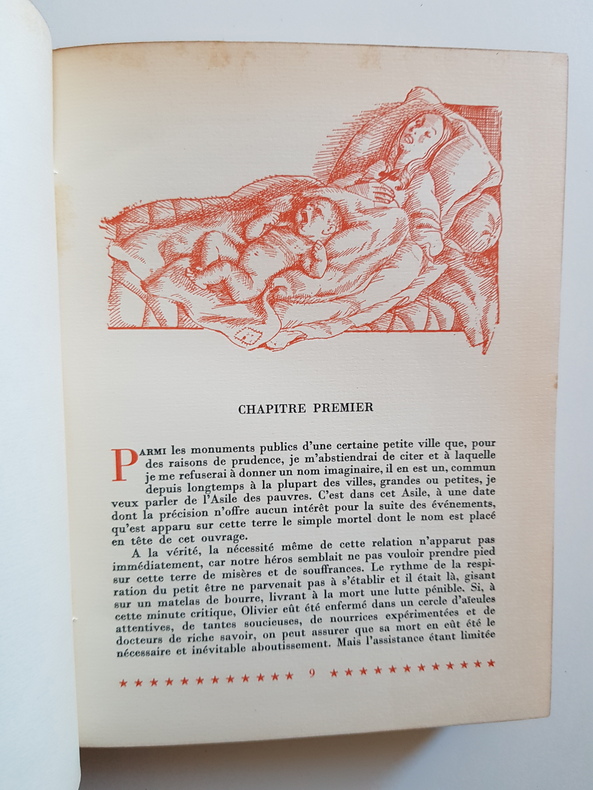 CHAPITRE PREMIER
PARMI les monuments publics d'une certaine petite ville que, pour
des raisons de prudence, je m'abstiendrai de citer et à laquelle
je me refuserai à donner un nom imaginaire, il en est un, commun
depuis longtemps à la plupart des villes, grandes ou petites, je
veux parler de l'Asile des pauvres. C'est dans cet Asile, à une date
dont la précision n'offre aucun intérêt pour la suite des événements,
qu'est apparu sur cette terre le simple mortel dont le nom est placé
en tête de cet ouvrage.
A la vérité, la nécessité même de cette relation n'apparut pas
immédiatement, car notre héros semblait ne pas vouloir prendre pied
sur cette terre de misères et de souffrances. Le rythme de la respi-
ration du petit être ne parvenait pas à s'établir et il était là, gisant
sur un matelas de bourre, livrant à la mort une lutte pénible. Si, à
cette minute critique, Olivier eût été enfermé dans un cercle d'aïeules
attentives, de tantes soucieuses, de nourrices expérimentées et de
docteurs de riche savoir, on peut assurer que sa mort en eût été le
nécessaire et inévitable aboutissement. Mais l'assistance étant limitée
9